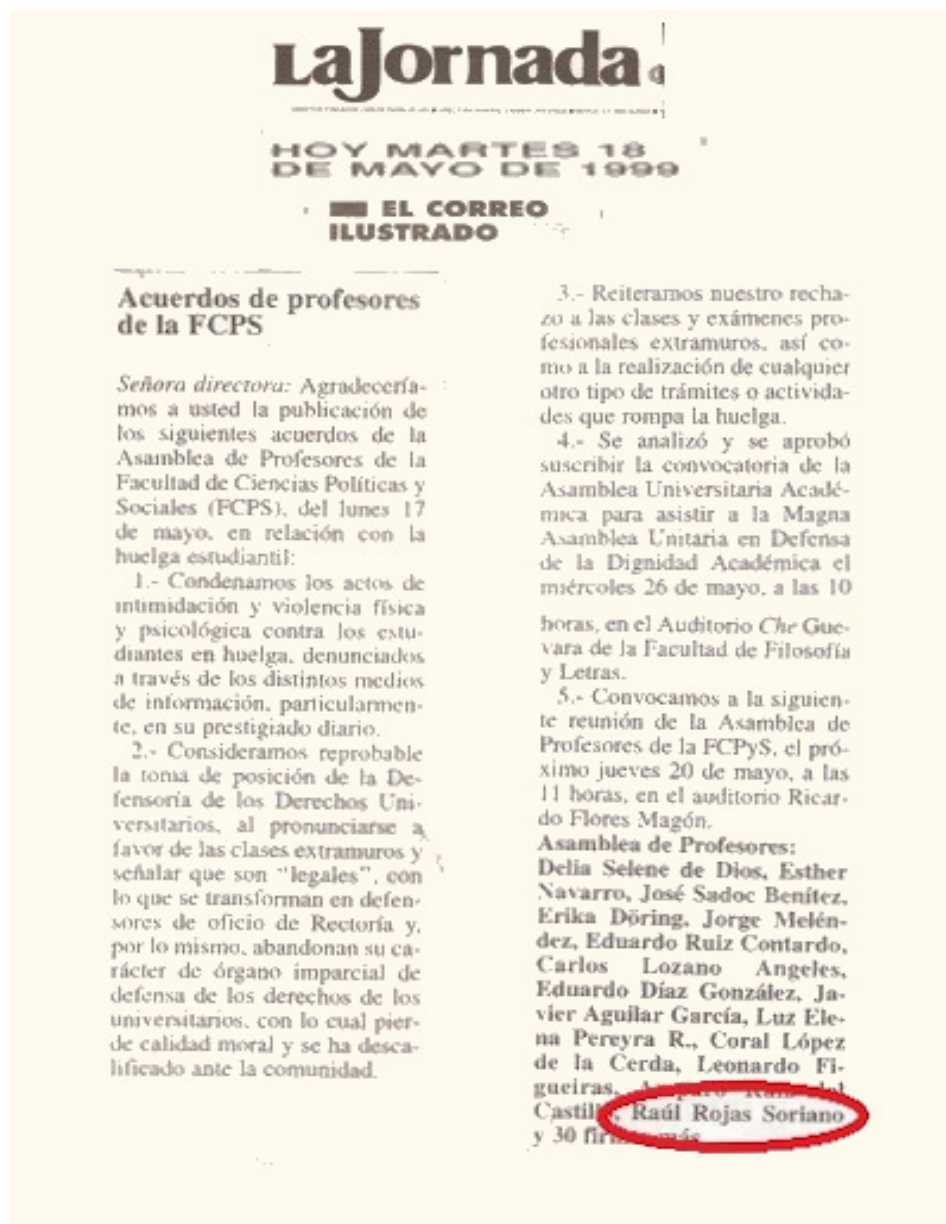 LaJornada
HOY MARTES 18
DE MAYO DE 1999
EL CORREO
ILUSTRADO
Acuerdos de profesores
de la FCPS
Señora directora: Agradecería-
mos a usted la publicación de
los siguientes acuerdos de la
Asamblea de Profesores de la
Facultad de Ciencias Políticas y
Sociales (FCPS), del lunes 17
de mayo, en relación con la
huelga estudiantil:
1.- Condenamos los actos de
intimidación y violencia física
y psicológica contra los estu-
diantes en huelga, denunciados
a través de los distintos medios
de información, particularmen-
te, en su prestigiado diario.
2.- Consideramos reprobable
la toma de posición de la De-
fensoría de los Derechos Uni-
versitarios, al pronunciarse a
favor de las clases extramuros y
señalar que son "legales", con
lo que se transforman en defen-
sores de oficio de Rectoría y,
por lo mismo, abandonan su ca-
rácter de órgano imparcial de
defensa de los derechos de los
universitarios, con lo cual pier-
de calidad moral y se ha desca-
lificado ante la comunidad.
3.- Reiteramos nuestro recha-
zo a las clases y exámenes pro-
fesionales extramuros, así co-
mo a la realización de cualquier
otro tipo de trámites o activida-
des que rompa la huelga.
4.- Se analizó y se aprobó
suscribir la convocatoria de la
Asamblea Universitaria Acadé-
mica para asistir a la Magna
Asamblea Unitaria en Defensa
de la Dignidad Académica el
miércoles 26 de mayo, a las 10
horas, en el Auditorio Che Gue-
vara de la Facultad de Filosofía
y Letras.
5.- Convocamos a la siguien-
te reunión de la Asamblea de
Profesores de la FCPyS, el pró-
ximo jueves 20 de mayo, a las
11 horas, en el auditorio Ricar-
do Flores Magón.
Asamblea de Profesores:
Delia Selene de Dios, Esther
Navarro, José Sadoc Benítez,
Erika Döring, Jorge Melén-
dez, Eduardo Ruiz Contardo,
Carlos Lozano Angeles,
Eduardo Díaz González, Ja-
vier Aguilar García, Luz Ele-
na Pereyra R., Coral López
de la Cerda, Leonardo Fi-
gueiras, Amparo Ruiz del
Castillo, Raúl Rojas Soriano
y 30 firmas más